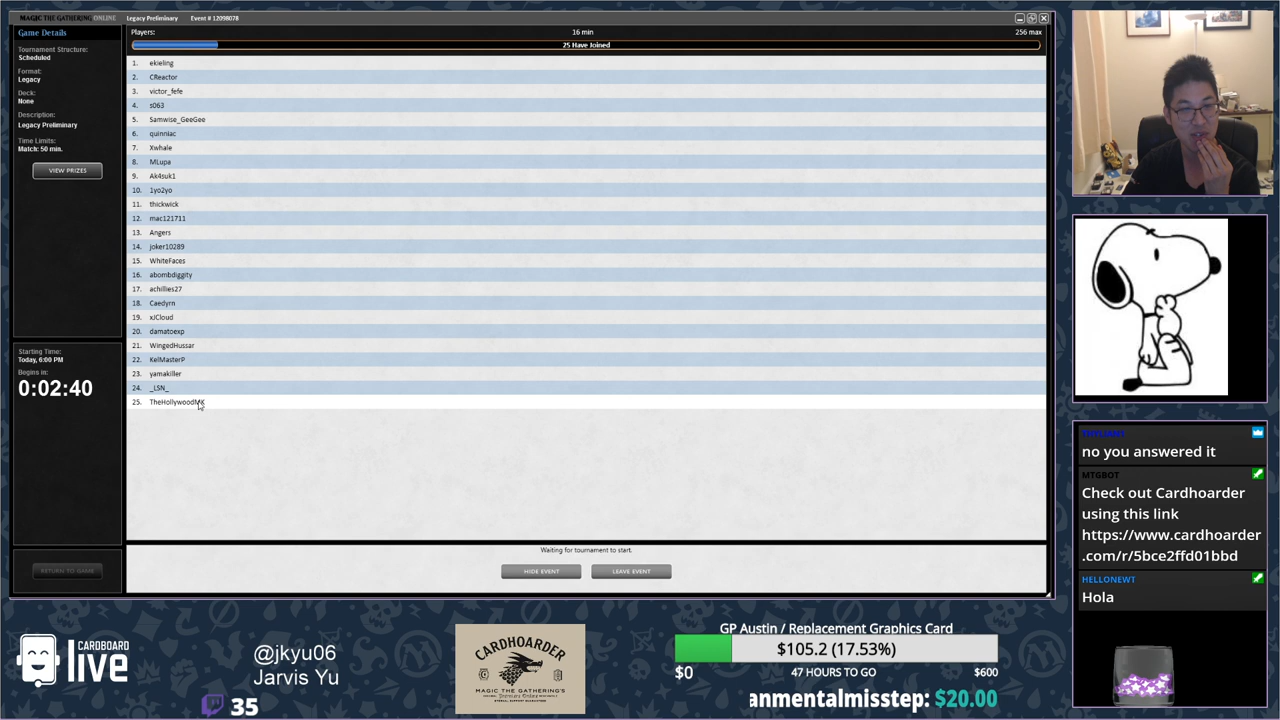 MAGIC THE GATHERING ONLINE
Legacy Preliminary Event # 12098078
Game Details
Tournament Structure:
Scheduled
Format:
Legacy
Deck:
None
Description:
Legacy Preliminary
Time Limits:
Match: 50 min.
VIEW PRIZES
Starting Time:
Today, 6:00 PM
Begins in:
0:02:40
RETURN TO GAME
Players: 16 min 256 max
25 Have Joined
1. ekieling
2. CReactor
3. victor_fefe
4. s063
5. Samwise_GeeGee
6. quinniac
7. Xwhale
8. MLupa
9. Ak4suk1
10. 1yo2yo
11. thickwick
12. mac121711
13. Angers
14. joker10289
15. WhiteFaces
16. abombdiggity
17. achillies27
18. Caedyrn
19. xJCloud
20. damatoexp
21. WingedHussar
22. KelMasterP
23. yamakiller
24. _LSN_
25. TheHollywoodMK
Waiting for tournament to start.
HIDE EVENT LEAVE EVENT
no you answered it
MTGBOT
Check out Cardhoarder
using this link
https://www.cardhoarder
.com/r/5bce2ffd01bbd
HELLONEWT
Hola
CARDBOARD
live
@jkyu06
Jarvis Yu
35
CARDHOARDER
MAGIC THE GATHERING'S
GP Austin / Replacement Graphics Card
$105.2 (17.53%)
$0 47 HOURS TO GO $600
anmentalmisstep: $20.00